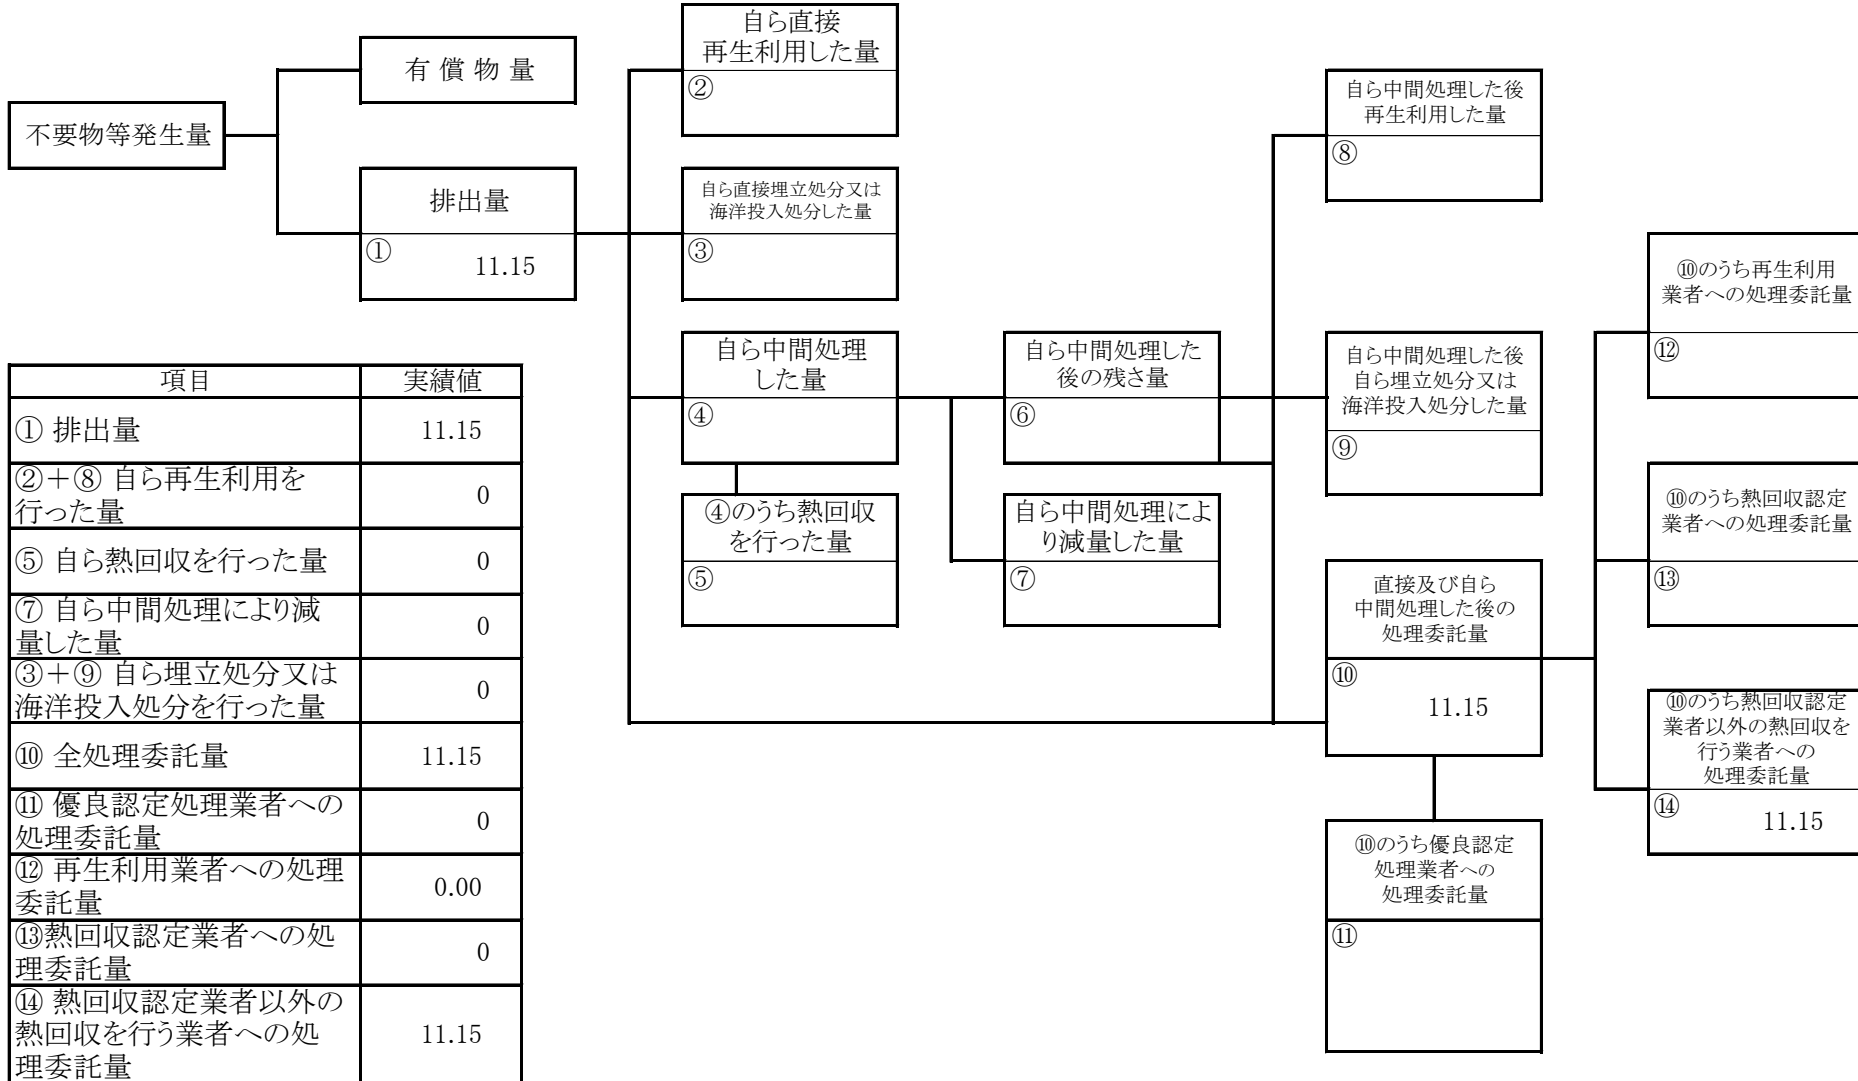 不要物等発生量
有 償 物 量
排出量
①
11.15
自ら直接
再生利用した量
②
自ら直接埋立処分又は
海洋投入処分した量
③
自ら中間処理
した量
④
④のうち熱回収
を行った量
⑤
自ら中間処理した
後の残さ量
⑥
自ら中間処理によ
り減量した量
⑦
自ら中間処理した後
再生利用した量
⑧
自ら中間処理した後
自ら埋立処分又は
海洋投入処分した量
⑨
直接及び自ら
中間処理した後の
処理委託量
⑩
11.15
⑩のうち優良認定
処理業者への
処理委託量
⑪
⑩のうち再生利用
業者への処理委託量
⑫
⑩のうち熱回収認定
業者への処理委託量
⑬
⑩のうち熱回収認定
業者以外の熱回収を
行う業者への
処理委託量
⑭
11.15
項目 実績値
① 排出量 11.15
②+⑧ 自ら再生利用を
行った量 0
⑤ 自ら熱回収を行った量 0
⑦ 自ら中間処理により減
量した量 0
③+⑨ 自ら埋立処分又は
海洋投入処分を行った量 0
⑩ 全処理委託量 11.15
⑪ 優良認定処理業者への
処理委託量 0
⑫ 再生利用業者への処理
委託量 0.00
⑬熱回収認定業者への処
理委託量 0
⑭ 熱回収認定業者以外の
熱回収を行う業者への処
理委託量 11.15